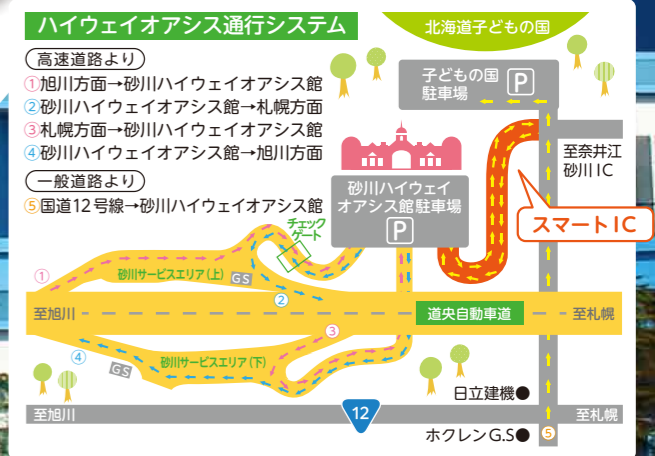 ハイウェイオアシス通行システム
北海道子どもの国
高速道路より
①旭川方面→砂川ハイウェイオアシス館
②砂川ハイウェイオアシス館→札幌方面
③札幌方面→砂川ハイウェイオアシス館
④砂川ハイウェイオアシス館→旭川方面
一般道路より
⑤国道12号線→砂川ハイウェイオアシス館
子どもの国
駐車場
P
至奈井江
砂川IC
スマートIC
砂川ハイウェイ
オアシス館駐車場
P
チェック
ゲート
①
砂川サービスエリア(上)
GS
②
至旭川
道央自動車道
至札幌
③
④
GS
砂川サービスエリア(下)
日立建機●
至旭川
12
至札幌
ホクレンG.S●
⑤